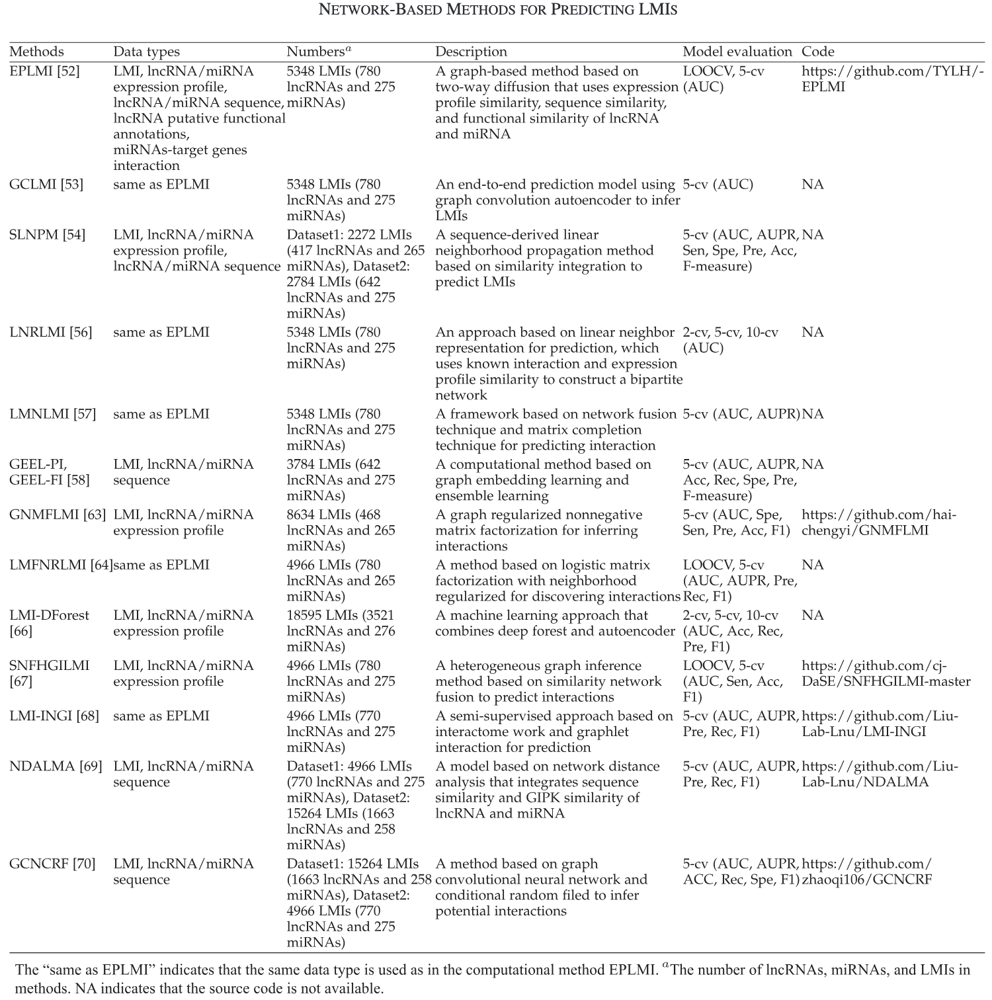 NETWORK-BASED METHODS FOR PREDICTING LMIS
Methods Data types Numbersᵃ Description Model evaluation Code
EPLMI [52] LMI, lncRNA/miRNA 5348 LMIs (780 A graph-based method based on LOOCV, 5-cv https://github.com/TYLH/-
expression profile, lncRNAs and 275 two-way diffusion that uses expression (AUC) EPLMI
lncRNA/miRNA sequence, miRNAs) profile similarity, sequence similarity,
lncRNA putative functional and functional similarity of lncRNA
annotations, and miRNA
miRNAs-target genes
interaction
GCLMI [53] same as EPLMI 5348 LMIs (780 An end-to-end prediction model using 5-cv (AUC) NA
lncRNAs and 275 graph convolution autoencoder to infer
miRNAs) LMIs
SLNPM [54] LMI, lncRNA/miRNA Dataset1: 2272 LMIs A sequence-derived linear 5-cv (AUC, AUPR, NA
expression profile, (417 lncRNAs and 265 neighborhood propagation method Sen, Spe, Pre, Acc,
lncRNA/miRNA sequence miRNAs), Dataset2: based on similarity integration to F-measure)
2784 LMIs (642 predict LMIs
lncRNAs and 275
miRNAs)
LNRLMI [56] same as EPLMI 5348 LMIs (780 An approach based on linear neighbor 2-cv, 5-cv, 10-cv NA
lncRNAs and 275 representation for prediction, which (AUC)
miRNAs) uses known interaction and expression
profile similarity to construct a bipartite
network
LMNLMI [57] same as EPLMI 5348 LMIs (780 A framework based on network fusion 5-cv (AUC, AUPR) NA
lncRNAs and 275 technique and matrix completion
miRNAs) technique for predicting interaction
GEEL-PI, LMI, lncRNA/miRNA 3784 LMIs (642 A computational method based on 5-cv (AUC, AUPR, NA
GEEL-FI [58] sequence lncRNAs and 275 graph embedding learning and Acc, Rec, Spe, Pre,
miRNAs) ensemble learning F-measure)
GNMFLMI [63] LMI, lncRNA/miRNA 8634 LMIs (468 A graph regularized nonnegative 5-cv (AUC, Spe, https://github.com/hai-
expression profile lncRNAs and 265 matrix factorization for inferring Sen, Pre, Acc, F1) chengyi/GNMFLMI
miRNAs) interactions
LMFNRLMI [64] same as EPLMI 4966 LMIs (780 A method based on logistic matrix LOOCV, 5-cv NA
lncRNAs and 265 factorization with neighborhood (AUC, AUPR, Pre,
miRNAs) regularized for discovering interactions Rec, F1)
LMI-DForest LMI, lncRNA/miRNA 18595 LMIs (3521 A machine learning approach that 2-cv, 5-cv, 10-cv NA
[66] expression profile lncRNAs and 276 combines deep forest and autoencoder (AUC, Acc, Rec,
miRNAs) Pre, F1)
SNFHGILMI LMI, lncRNA/miRNA 4966 LMIs (780 A heterogeneous graph inference LOOCV, 5-cv https://github.com/cj-
[67] expression profile lncRNAs and 275 method based on similarity network (AUC, Sen, Acc, DaSE/SNFHGILMI-master
miRNAs) fusion to predict interactions F1)
LMI-INGI [68] same as EPLMI 4966 LMIs (770 A semi-supervised approach based on 5-cv (AUC, AUPR, https://github.com/Liu-
lncRNAs and 275 interactome work and graphlet Pre, Rec, F1) Lab-Lnu/LMI-INGI
miRNAs) interaction for prediction
NDALMA [69] LMI, lncRNA/miRNA Dataset1: 4966 LMIs A model based on network distance 5-cv (AUC, AUPR, https://github.com/Liu-
sequence (770 lncRNAs and 275 analysis that integrates sequence Pre, Rec, F1) Lab-Lnu/NDALMA
miRNAs), Dataset2: similarity and GIPK similarity of
15264 LMIs (1663 lncRNA and miRNA
lncRNAs and 258
miRNAs)
GCNCRF [70] LMI, lncRNA/miRNA Dataset1: 15264 LMIs A method based on graph 5-cv (AUC, AUPR, https://github.com/
sequence (1663 lncRNAs and 258 convolutional neural network and ACC, Rec, Spe, F1) zhaoqi106/GCNCRF
miRNAs), Dataset2: conditional random filed to infer
4966 LMIs (770 potential interactions
lncRNAs and 275
miRNAs)
The “same as EPLMI” indicates that the same data type is used as in the computational method EPLMI. ᵃThe number of lncRNAs, miRNAs, and LMIs in
methods. NA indicates that the source code is not available.